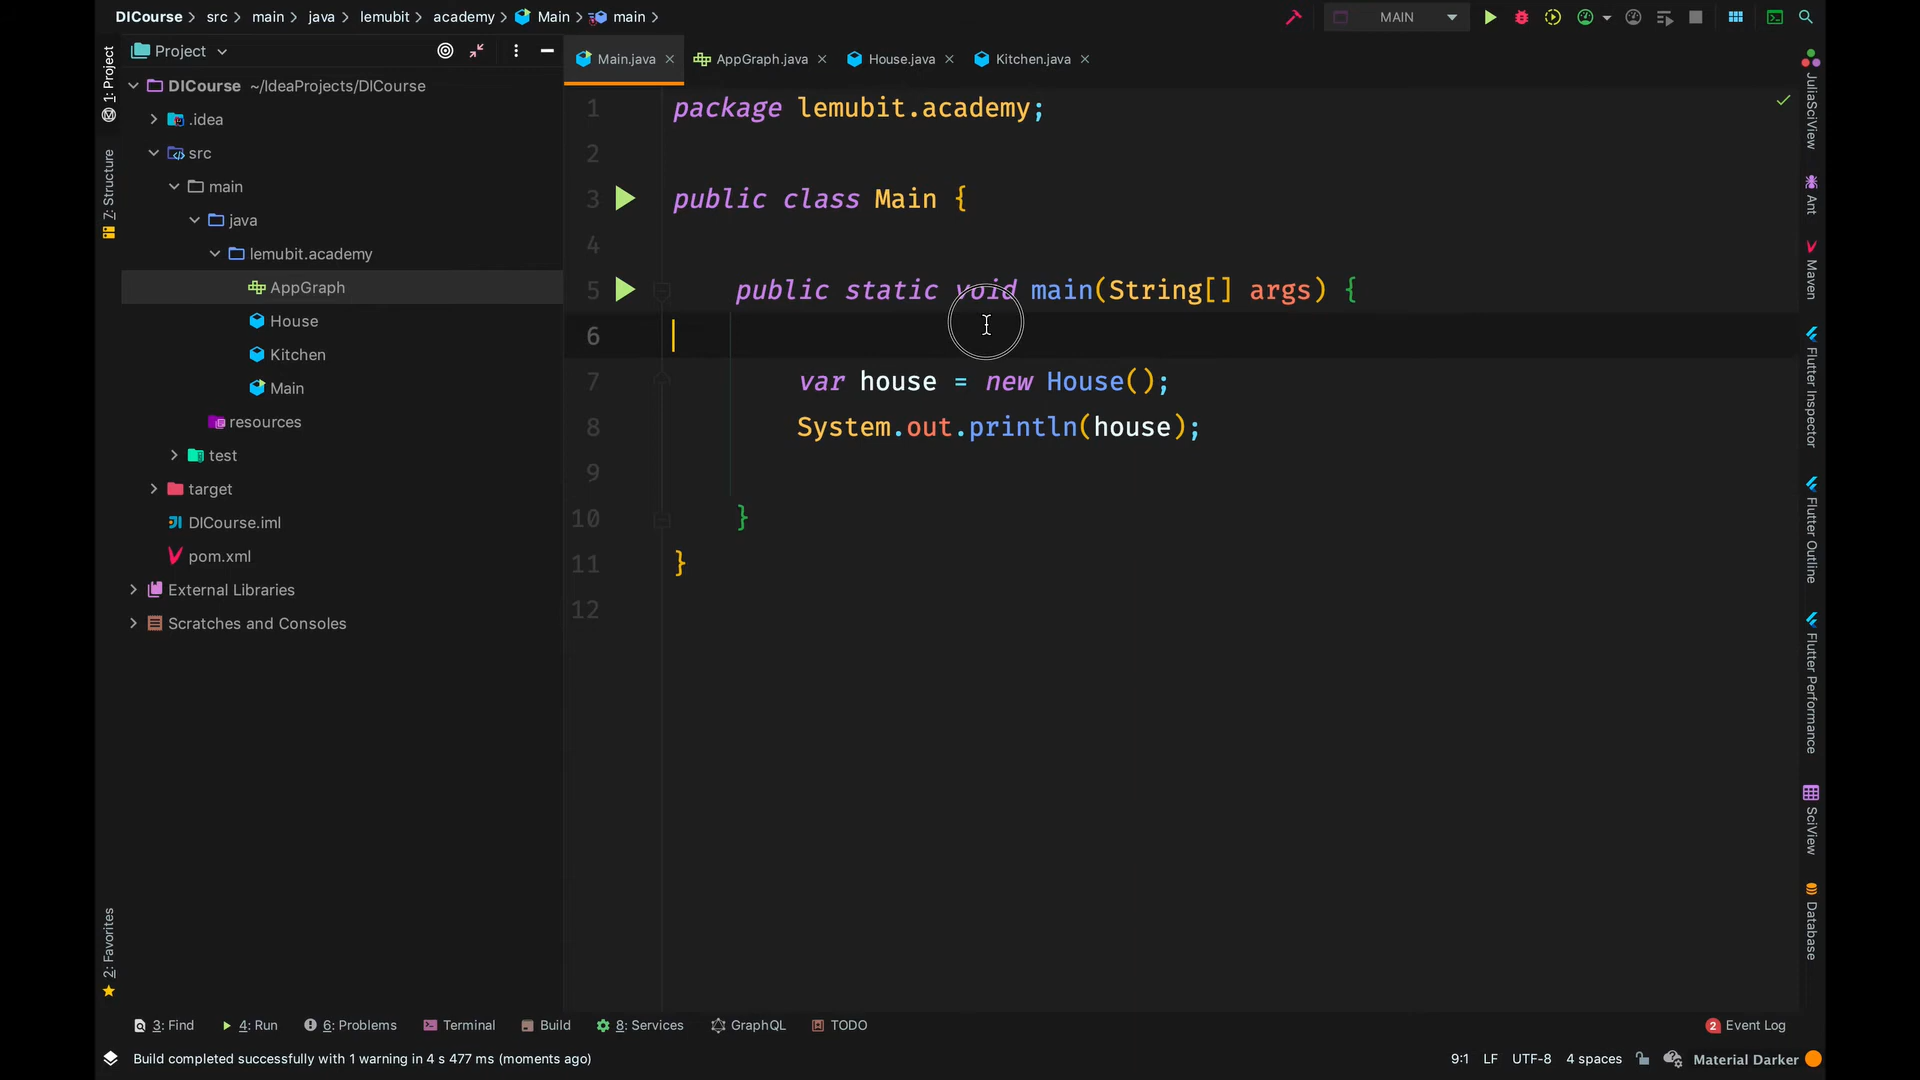 DICourse src main java lemubit academy Main main MAIN
Project
Main.java AppGraph.java House.java Kitchen.java
DICourse ~/IdeaProjects/DICourse
.idea
src
main
java
lemubit.academy
AppGraph
House
Kitchen
Main
resources
test
target
DICourse.iml
pom.xml
External Libraries
Scratches and Consoles
1: Project
7: Structure
2: Favorites
1 package lemubit.academy;
2
3 public class Main {
4
5 public static void main(String[] args) {
6
7 var house = new House();
8 System.out.println(house);
9
10 }
11 }
12
JuliaSciView
Ant
Maven
Flutter Inspector
Flutter Outline
Flutter Performance
SciView
Database
3: Find 4: Run 6: Problems Terminal Build 8: Services GraphQL TODO 2 Event Log
Build completed successfully with 1 warning in 4 s 477 ms (moments ago) 9:1 LF UTF-8 4 spaces Material Darker